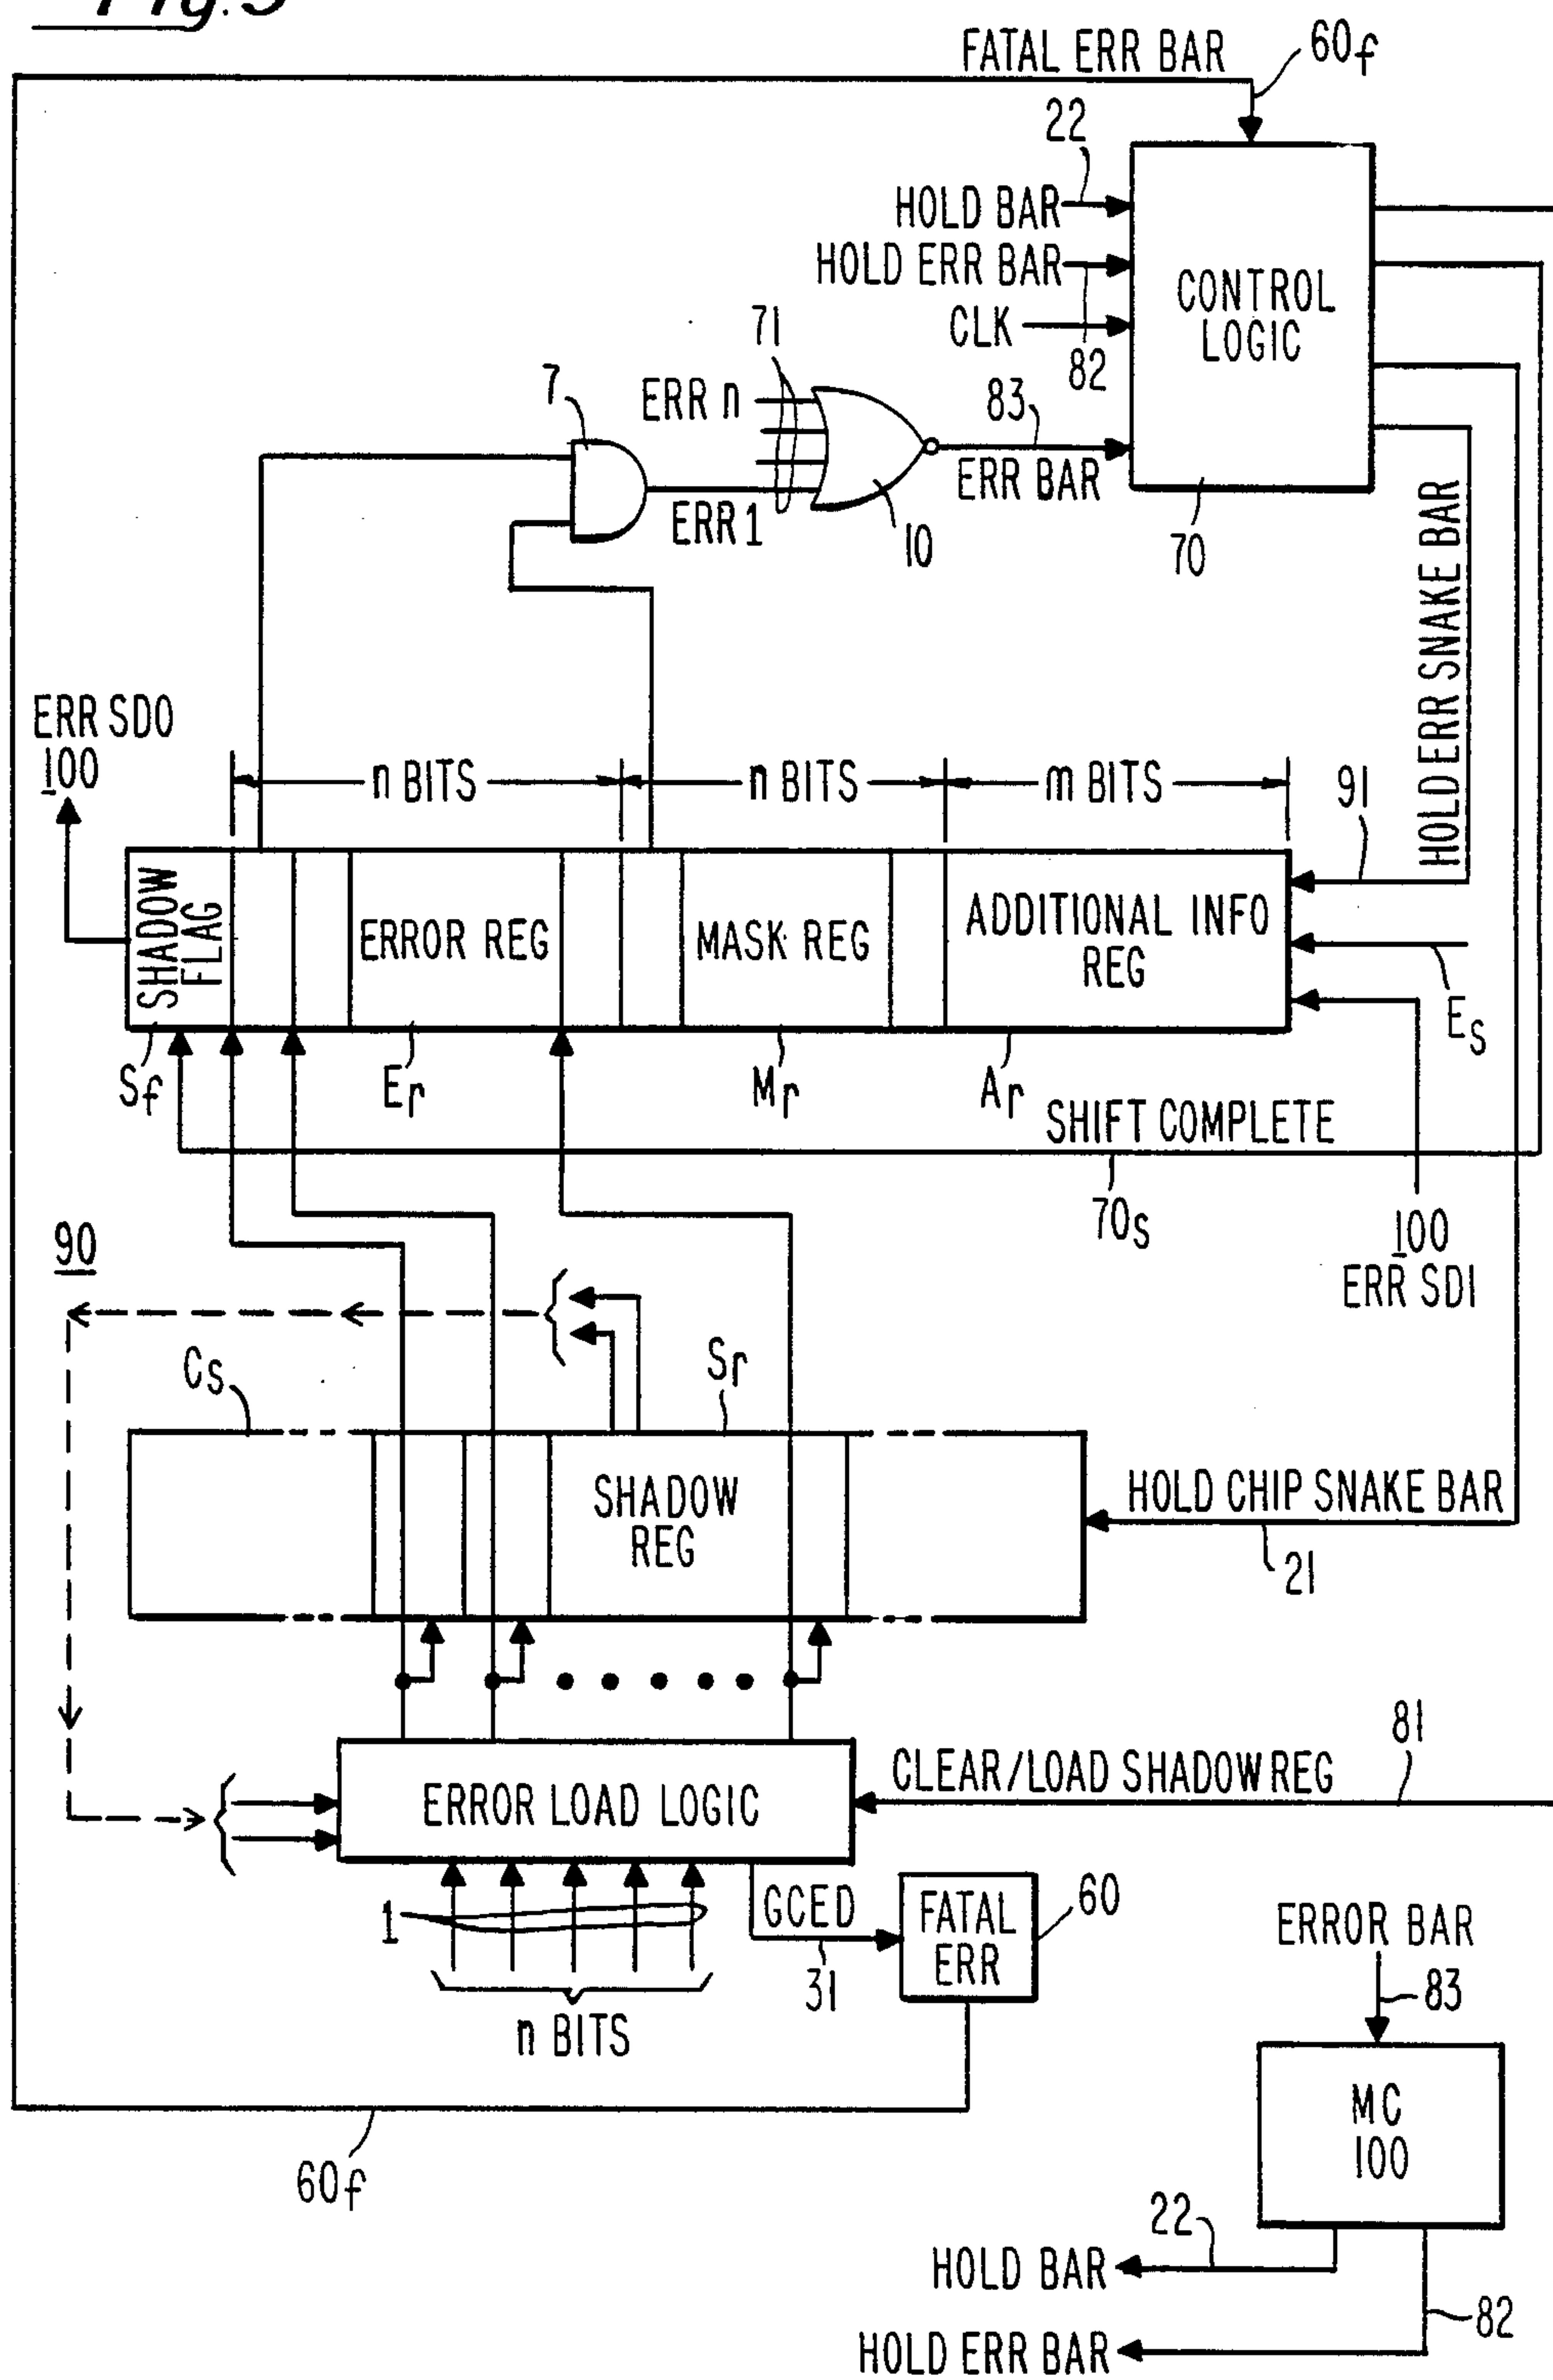 Fig. 5
FATAL ERR BAR
60f
22
HOLD BAR
HOLD ERR BAR
CLK
82
CONTROL
LOGIC
70
71
7
ERR n
ERR 1
10
83
ERR BAR
HOLD ERR SNAKE BAR
ERR SDO
100
n BITS
n BITS
m BITS
91
SHADOW
FLAG
ERROR REG
MASK REG
ADDITIONAL INFO
REG
Es
Sf
Er
Mr
Ar
SHIFT COMPLETE
70s
100
ERR SDI
90
Cs
Sr
SHADOW
REG
HOLD CHIP SNAKE BAR
21
81
CLEAR/LOAD SHADOW REG
ERROR LOAD LOGIC
1
n BITS
GCED
31
FATAL
ERR
60
60f
ERROR BAR
83
MC
100
22
HOLD BAR
82
HOLD ERR BAR